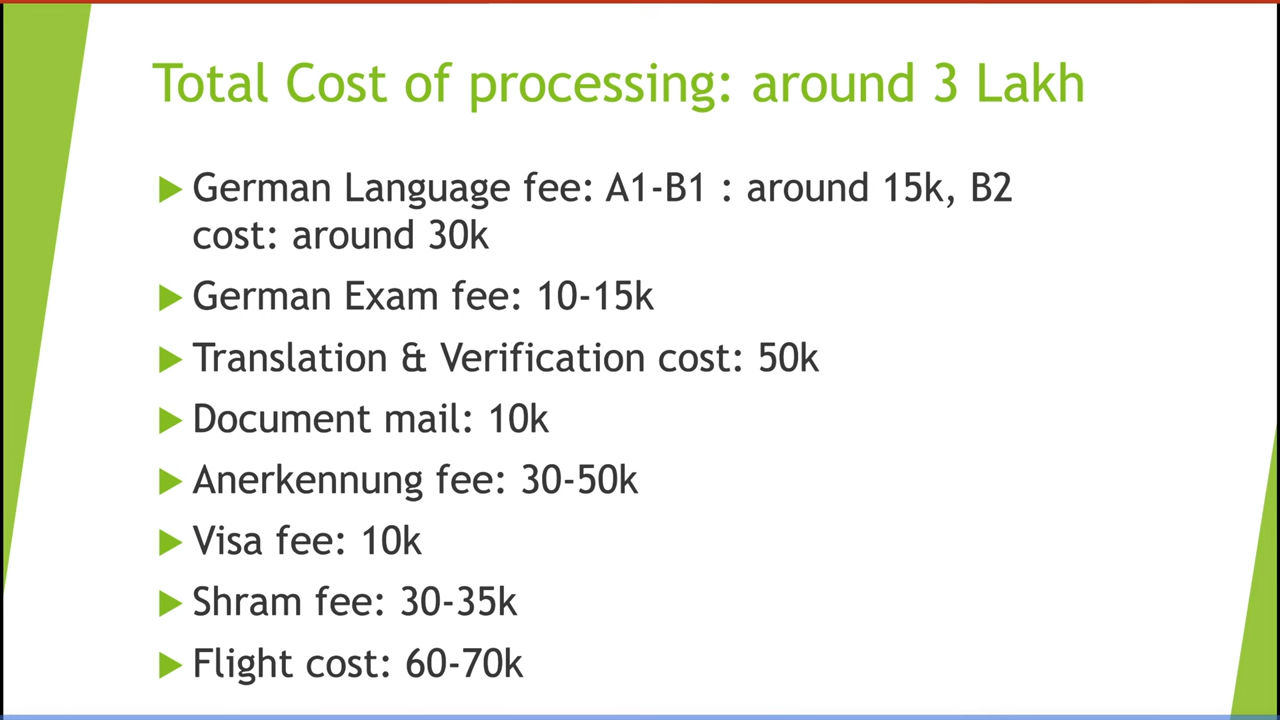 Total Cost of processing: around 3 Lakh
German Language fee: A1-B1 : around 15k, B2
cost: around 30k
German Exam fee: 10-15k
Translation & Verification cost: 50k
Document mail: 10k
Anerkennung fee: 30-50k
Visa fee: 10k
Shram fee: 30-35k
Flight cost: 60-70k